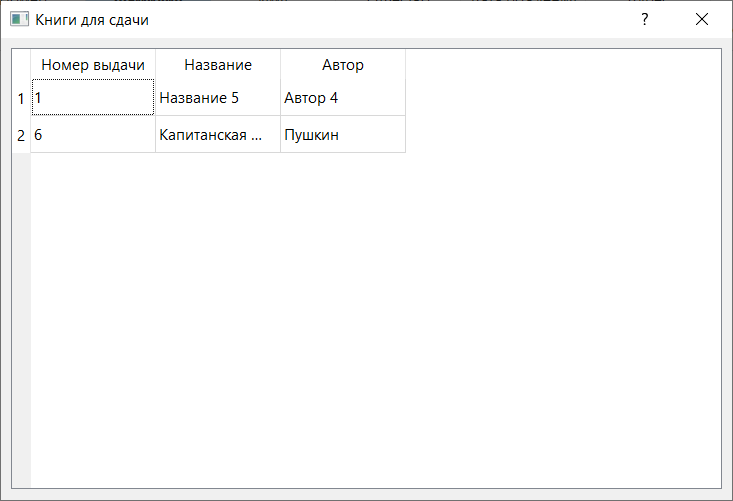 Книги для сдачи
Номер выдачи Название Автор
1 1 Название 5 Автор 4
2 6 Капитанская ... Пушкин